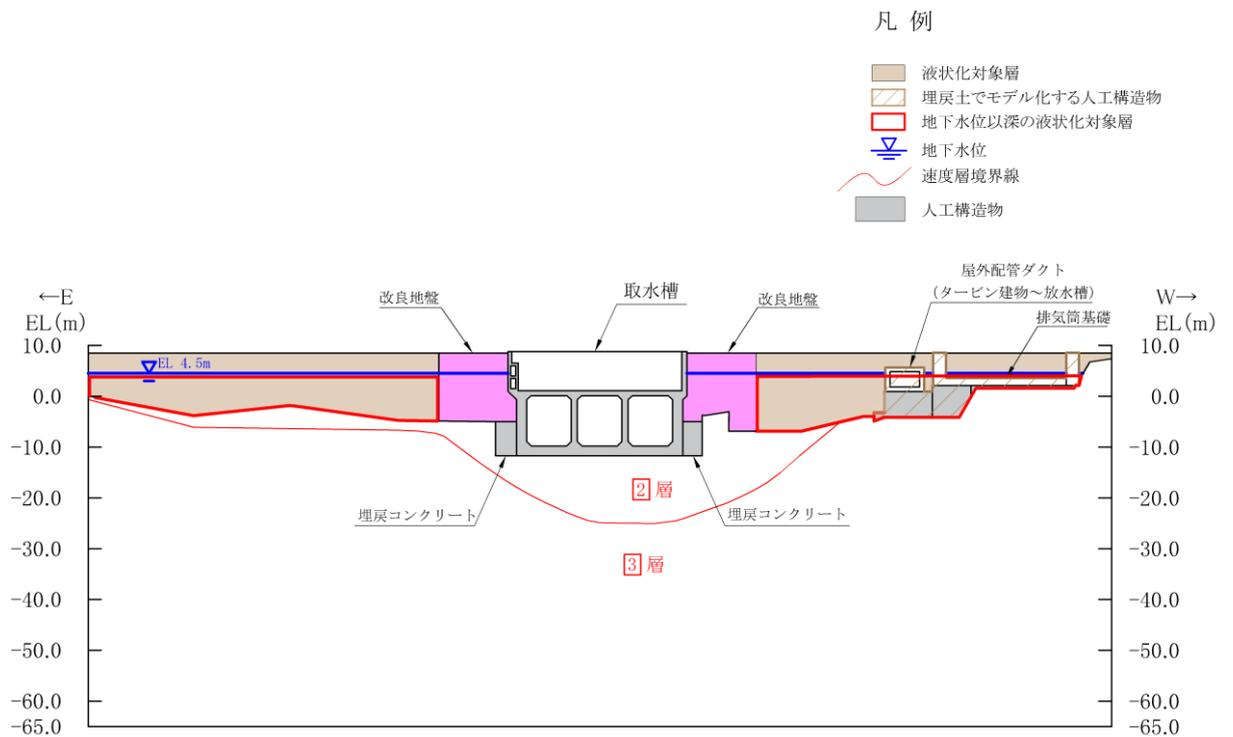 凡 例
液状化対象層
埋戻土でモデル化する人工構造物
地下水位以深の液状化対象層
地下水位
速度層境界線
人工構造物
屋外配管ダクト
(タービン建物～放水槽)
排気筒基礎
←E
EL(m)
改良地盤
取水槽
改良地盤
W→
EL(m)
10.0
0.0
-10.0
-20.0
-30.0
-40.0
-50.0
-60.0
-65.0
EL 4.5m
埋戻コンクリート
2 層
埋戻コンクリート
3 層
10.0
0.0
-10.0
-20.0
-30.0
-40.0
-50.0
-60.0
-65.0